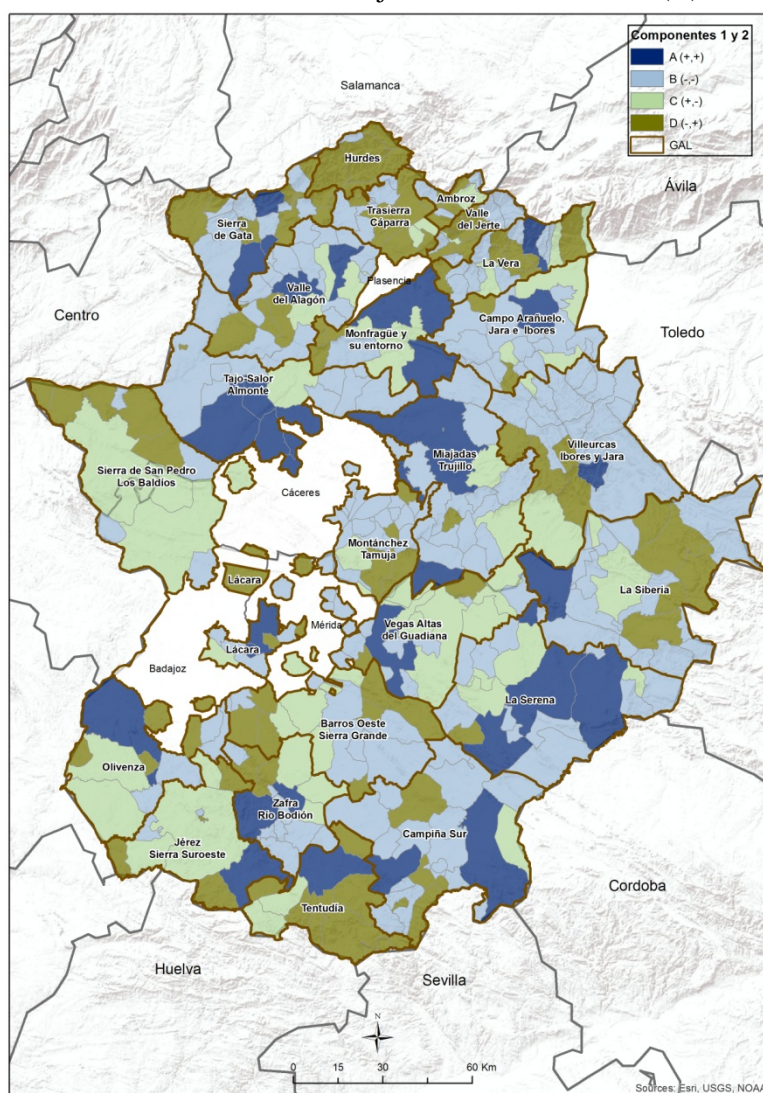 Componentes 1 y 2
A (+,+)
B (-,-)
C (+,-)
D (-,+)
GAL
Salamanca
Ávila
Hurdes
Ambroz
Trasierra
Cáparra
Valle
del Jerte
Sierra
de Gata
La Vera
Plasencia
Valle
del Alagón
Centro
Campo Arañuelo,
Jara e Ibores
Toledo
Monfragüe y
su entorno
Tajo-Salor
Almonte
Villeurcas
Ibores y Jara
Miajadas
Trujillo
Sierra de San Pedro
Los Baldios
Cáceres
Montánchez
Tamuja
Lácara
La Siberia
Mérida
Vegas Altas
del Guadiana
Lácara
Badajoz
La Serena
Barros Oeste
Sierra Grande
Olivenza
Zafra
Río Bodión
Campiña Sur
Jérez
Sierra Suroeste
Cordoba
Tentudía
Huelva
Sevilla
N
0 15 30 60 Km
Sources: Esri, USGS, NOAA